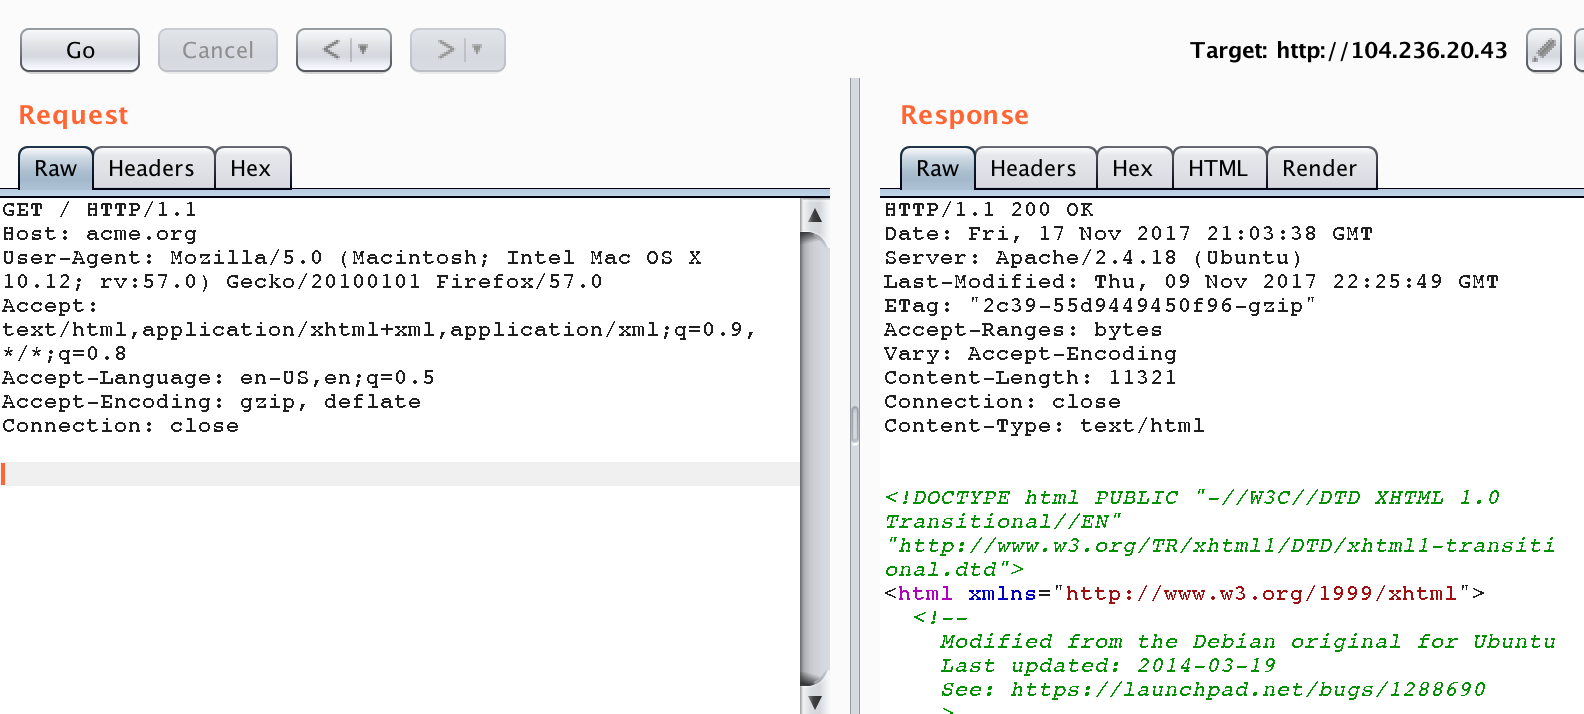 Go
Cancel
<
>
Target: http://104.236.20.43
Request
Raw
Headers
Hex
GET / HTTP/1.1
Host: acme.org
User-Agent: Mozilla/5.0 (Macintosh; Intel Mac OS X
10.12; rv:57.0) Gecko/20100101 Firefox/57.0
Accept:
text/html,application/xhtml+xml,application/xml;q=0.9,
*/*;q=0.8
Accept-Language: en-US,en;q=0.5
Accept-Encoding: gzip, deflate
Connection: close
Response
Raw
Headers
Hex
HTML
Render
HTTP/1.1 200 OK
Date: Fri, 17 Nov 2017 21:03:38 GMT
Server: Apache/2.4.18 (Ubuntu)
Last-Modified: Thu, 09 Nov 2017 22:25:49 GMT
ETag: "2c39-55d9449450f96-gzip"
Accept-Ranges: bytes
Vary: Accept-Encoding
Content-Length: 11321
Connection: close
Content-Type: text/html
<!DOCTYPE html PUBLIC "-//W3C//DTD XHTML 1.0
Transitional//EN"
"http://www.w3.org/TR/xhtml1/DTD/xhtml1-transiti
onal.dtd">
<html xmlns="http://www.w3.org/1999/xhtml">
<!--
Modified from the Debian original for Ubuntu
Last updated: 2014-03-19
See: https://launchpad.net/bugs/1288690